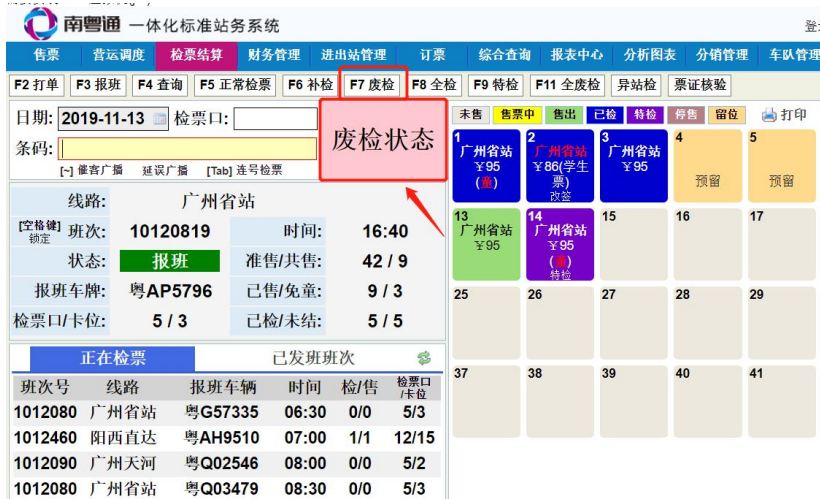 南粤通 一体化标准站务系统
售票 营运调度 检票结算 财务管理 进出站管理 订票 综合查询 报表中心 分析图表 分销管理 车队管理
F2 打单 F3 报班 F4 查询 F5 正常检票 F6 补检 F7 废检 F8 全检 F9 特检 F11 全废检 异站检 票证核验
日期: 2019-11-13 检票口:
条码:
[~] 催客广播 延误广播 [Tab] 连号检票
废检状态
线路: 广州省站
[空格键] 锁定 班次: 10120819 时间: 16:40
状态: 报班 准售/共售: 42 / 9
报班车牌: 粤AP5796 已售/免童: 9 / 3
检票口/卡位: 5 / 3 已检/未结: 5 / 5
正在检票 已发班班次
班次号 线路 报班车辆 时间 检/售 检票口/卡位
1012080 广州省站 粤G57335 06:30 0/0 5/3
1012460 阳西直达 粤AH9510 07:00 1/1 12/15
1012090 广州天河 粤Q02546 08:00 0/0 5/2
1012080 广州省站 粤Q03479 08:30 0/0 5/3
未售 售票中 售出 已检 特检 停售 留位 打印
1
广州省站
￥95
(童)
2
广州省站
￥86(学生票)
改签
3
广州省站
￥95
4
预留
5
预留
13
广州省站
￥95
14
广州省站
￥95
(童)
特检
15
16
17
25
26
27
28
29
37
38
39
40
41